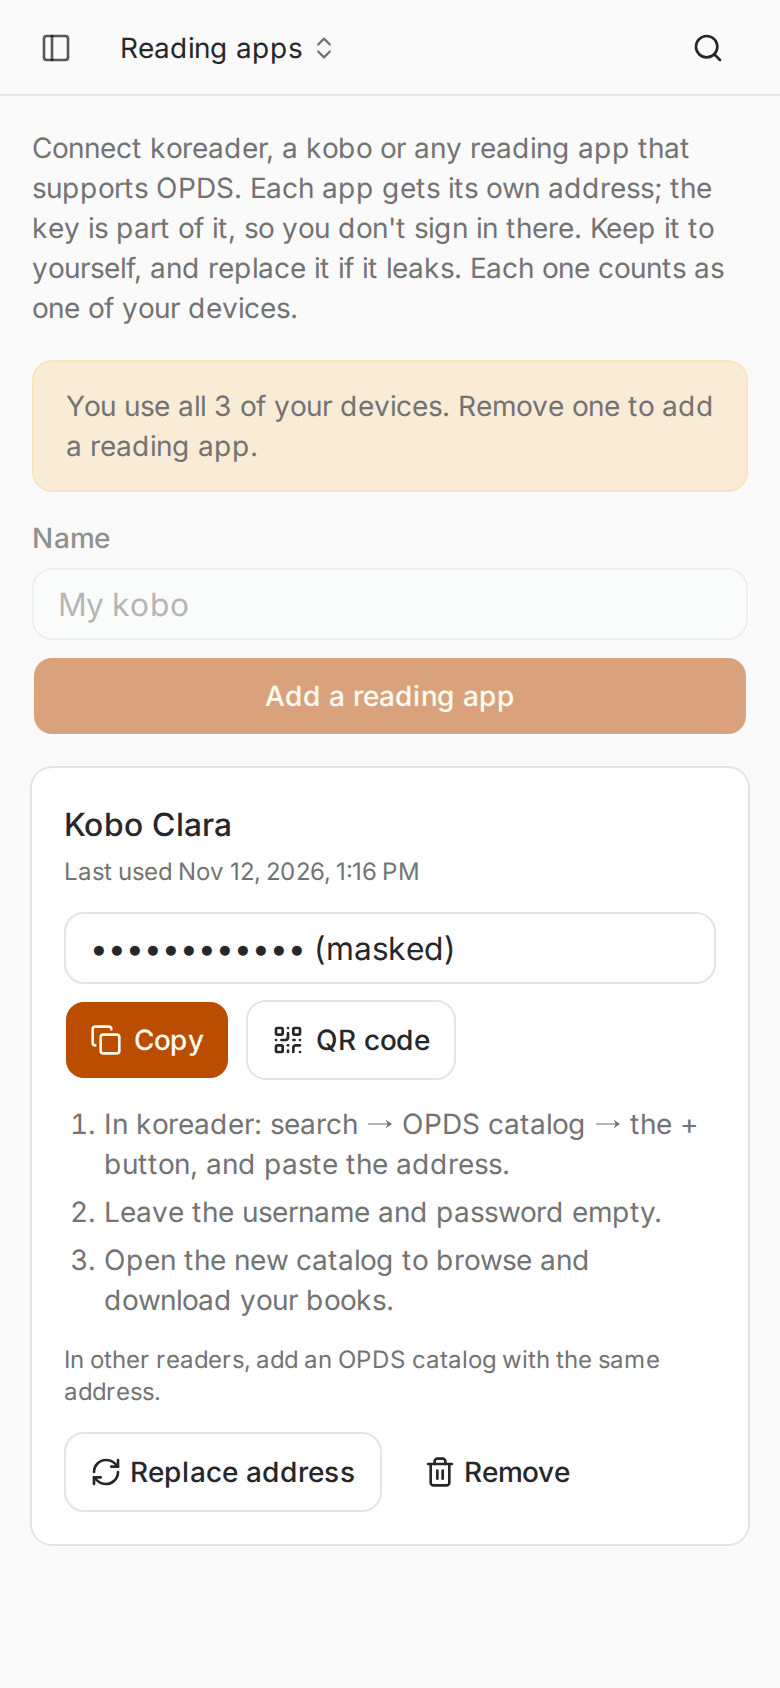 Reading apps
Connect koreader, a kobo or any reading app that
supports OPDS. Each app gets its own address; the
key is part of it, so you don't sign in there. Keep it to
yourself, and replace it if it leaks. Each one counts as
one of your devices.
You use all 3 of your devices. Remove one to add
a reading app.
Name
My kobo
Add a reading app
Kobo Clara
Last used Nov 12, 2026, 1:16 PM
•••••••••••• (masked)
Copy
QR code
1. In koreader: search → OPDS catalog → the +
button, and paste the address.
2. Leave the username and password empty.
3. Open the new catalog to browse and
download your books.
In other readers, add an OPDS catalog with the same
address.
Replace address
Remove